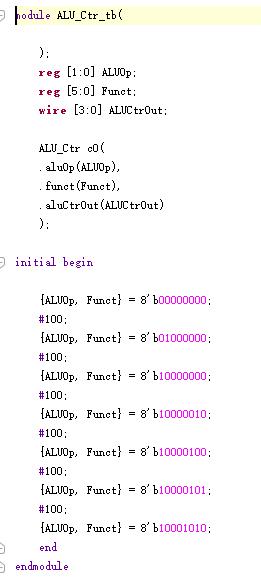 module ALU_Ctr_tb(
);
reg [1:0] ALUOp;
reg [5:0] Funct;
wire [3:0] ALUCtrOut;
ALU_Ctr c0(
.aluOp(ALUOp),
.funct(Funct),
.aluCtrOut(ALUCtrOut)
);
initial begin
{ALUOp, Funct} = 8'b00000000;
#100;
{ALUOp, Funct} = 8'b01000000;
#100;
{ALUOp, Funct} = 8'b10000000;
#100;
{ALUOp, Funct} = 8'b10000010;
#100;
{ALUOp, Funct} = 8'b10000100;
#100;
{ALUOp, Funct} = 8'b10000101;
#100;
{ALUOp, Funct} = 8'b10001010;
end
endmodule